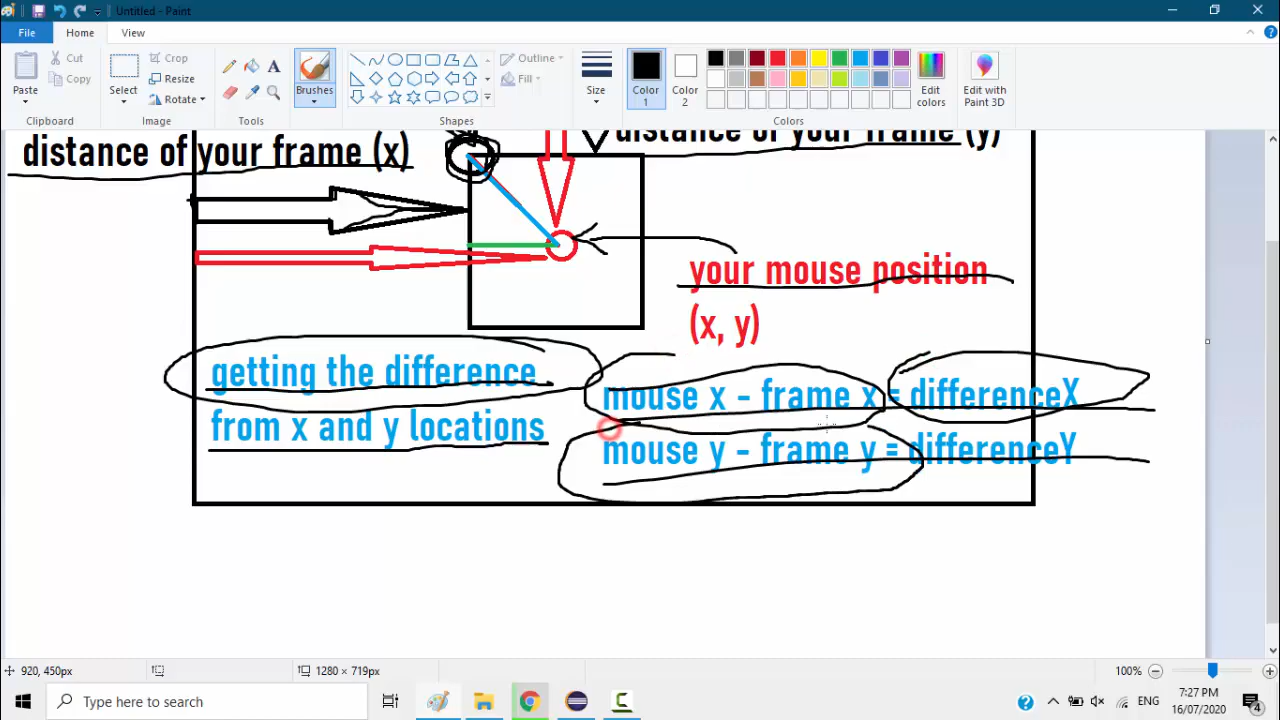 Untitled - Paint
File
Home
View
Paste
Cut
Copy
Clipboard
Select
Crop
Resize
Rotate
Image
Tools
Brushes
Shapes
Outline
Fill
Size
Color 1
Color 2
Edit colors
Edit with Paint 3D
Colors
distance of your frame (x)
distance of your frame (y)
your mouse position
(x, y)
getting the difference
from x and y locations
mouse x - frame x = differenceX
mouse y - frame y = differenceY
920, 450px
1280 × 719px
100%
Type here to search
ENG
7:27 PM
16/07/2020
4